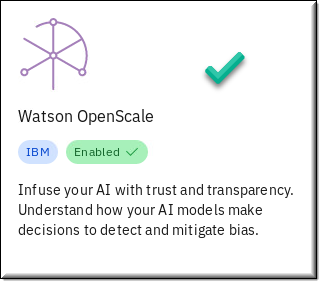 Watson OpenScale
IBM Enabled
Infuse your AI with trust and transparency.
Understand how your AI models make
decisions to detect and mitigate bias.